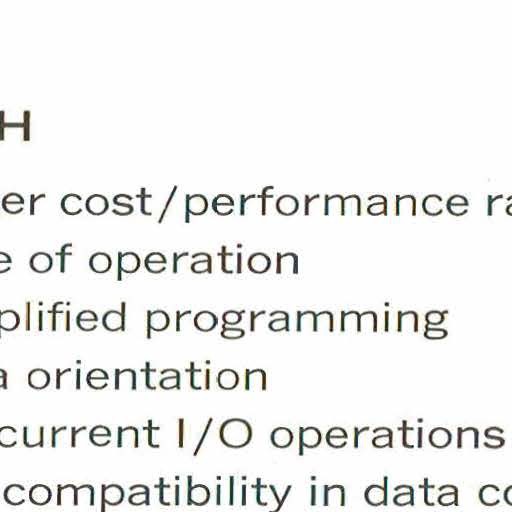 H
er cost/performance ra
e of operation
plified programming
a orientation
current I/O operations
compatibility in data co